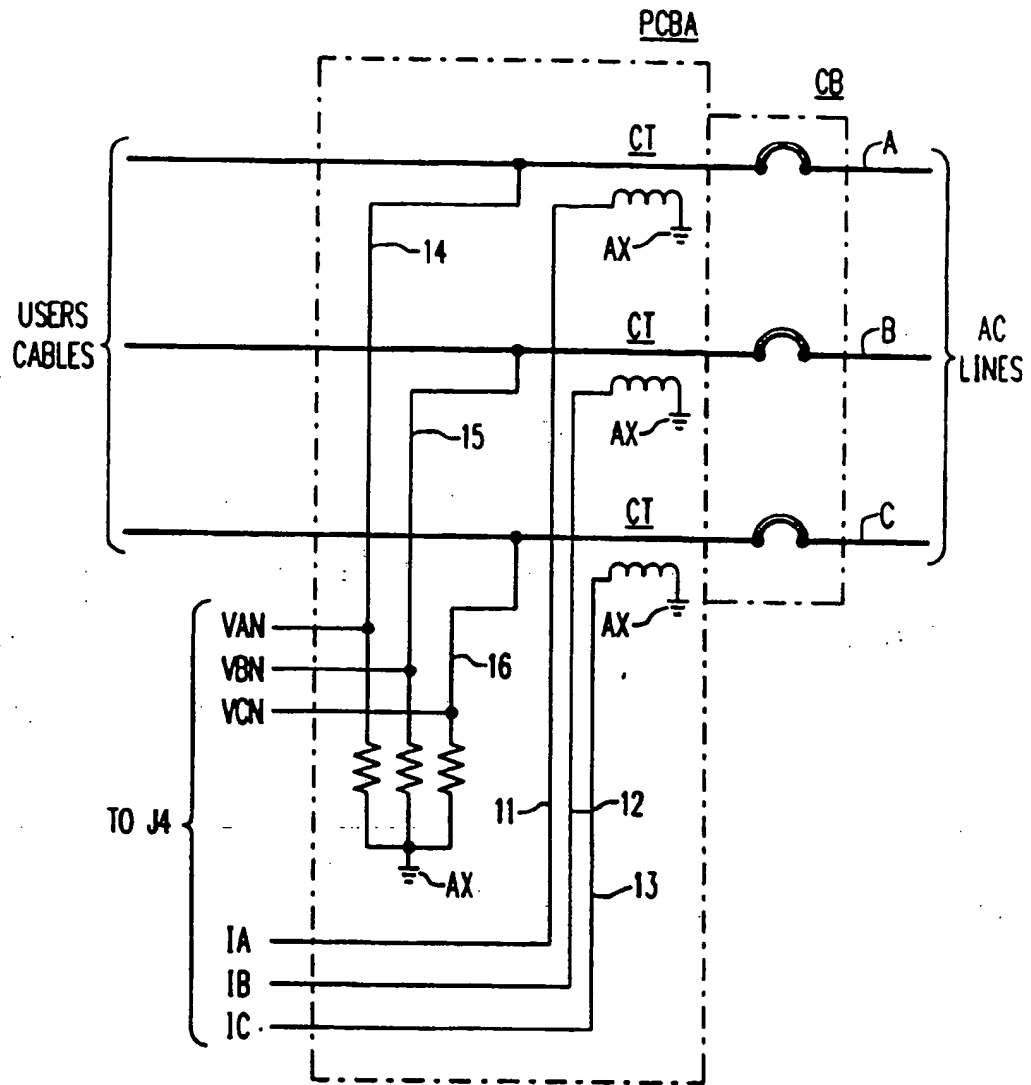 PCBA
CB
CT
A
AX
14
USERS
CABLES
CT
B
AC
LINES
AX
15
CT
C
AX
VAN
VBN
VCN
16
TO J4
11
12
13
AX
IA
IB
IC